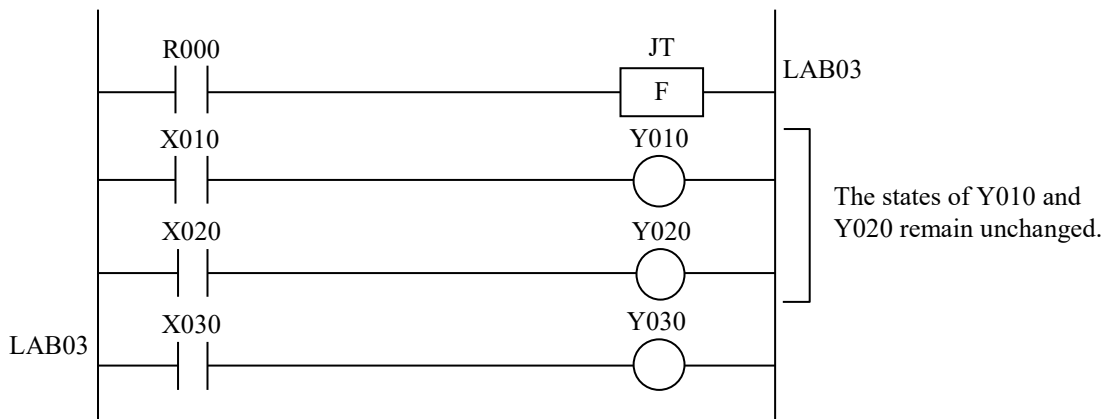 R000
JT
F
LAB03
X010
Y010
The states of Y010 and
Y020 remain unchanged.
X020
Y020
X030
Y030
LAB03